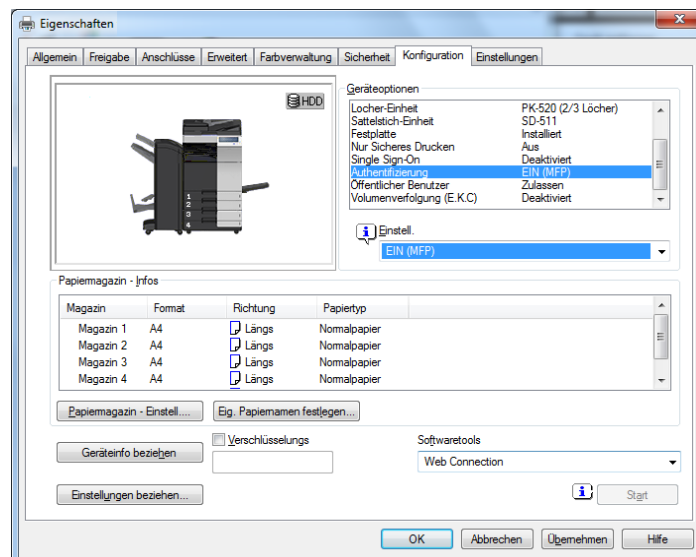 Eigenschaften
Allgemein Freigabe Anschlüsse Erweitert Farbverwaltung Sicherheit Konfiguration Einstellungen
HDD
1
2
3
4
Geräteoptionen
Locher-Einheit PK-520 (2/3 Löcher)
Sattelstich-Einheit SD-511
Festplatte Installiert
Nur Sicheres Drucken Aus
Single Sign-On Deaktiviert
Authentifizierung EIN (MFP)
Öffentlicher Benutzer Zulassen
Volumenverfolgung (E.K.C) Deaktiviert
Einstell.
EIN (MFP)
Papiermagazin - Infos
Magazin Format Richtung Papiertyp
Magazin 1 A4 Längs Normalpapier
Magazin 2 A4 Längs Normalpapier
Magazin 3 A4 Längs Normalpapier
Magazin 4 A4 Längs Normalpapier
Papiermagazin - Einstell.... Eig. Papiernamen festlegen...
Geräteinfo beziehen
Verschlüsselungs
Softwaretools
Web Connection
Einstellungen beziehen...
Start
OK Abbrechen Übernehmen Hilfe